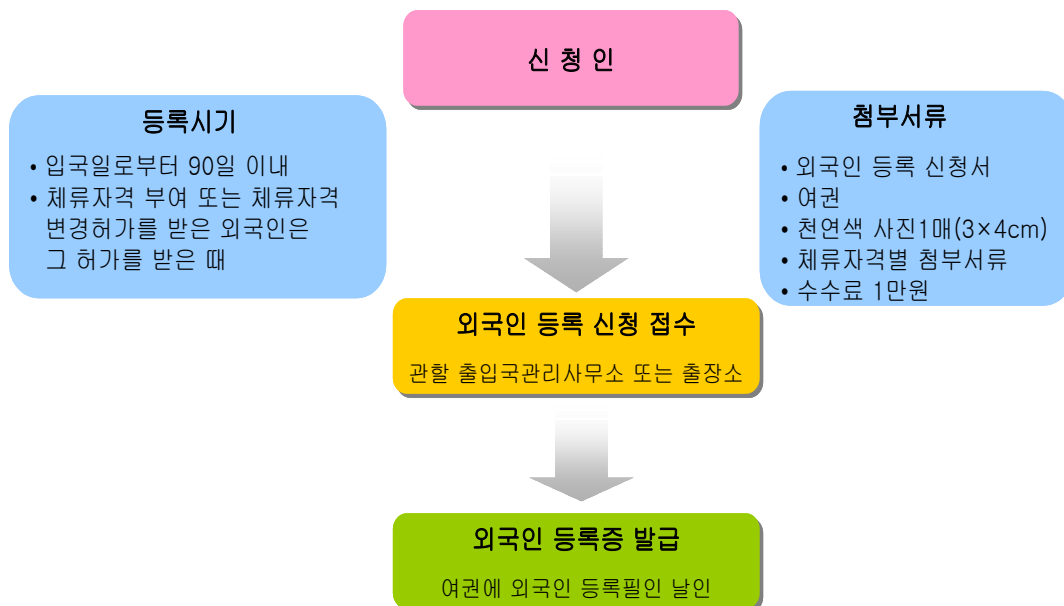 신 청 인
등록시기
• 입국일로부터 90일 이내
• 체류자격 부여 또는 체류자격
변경허가를 받은 외국인은
그 허가를 받은 때
첨부서류
• 외국인 등록 신청서
• 여권
• 천연색 사진1매(3×4cm)
• 체류자격별 첨부서류
• 수수료 1만원
외국인 등록 신청 접수
관할 출입국관리사무소 또는 출장소
외국인 등록증 발급
여권에 외국인 등록필인 날인